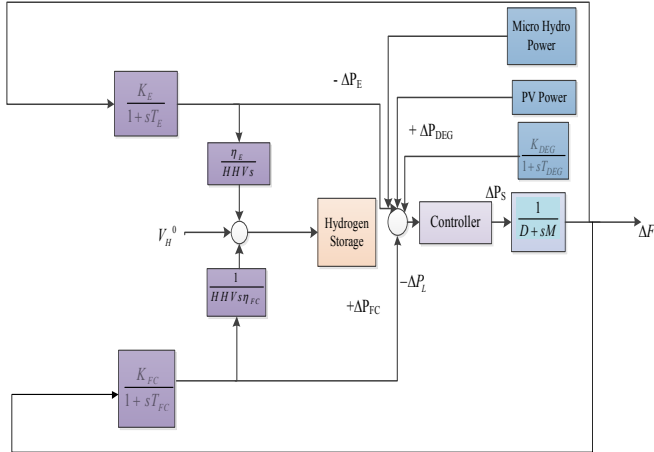 Micro Hydro
Power
K_E
1+sT_E
- ΔP_E
PV Power
+ ΔP_DEG
K_DEG
1+sT_DEG
η_E
HHVs
ΔP_S
V_H^0
Hydrogen
Storage
Controller
1
D+sM
ΔF
1
HHVsη_FC
−ΔP_L
+ΔP_FC
K_FC
1+sT_FC